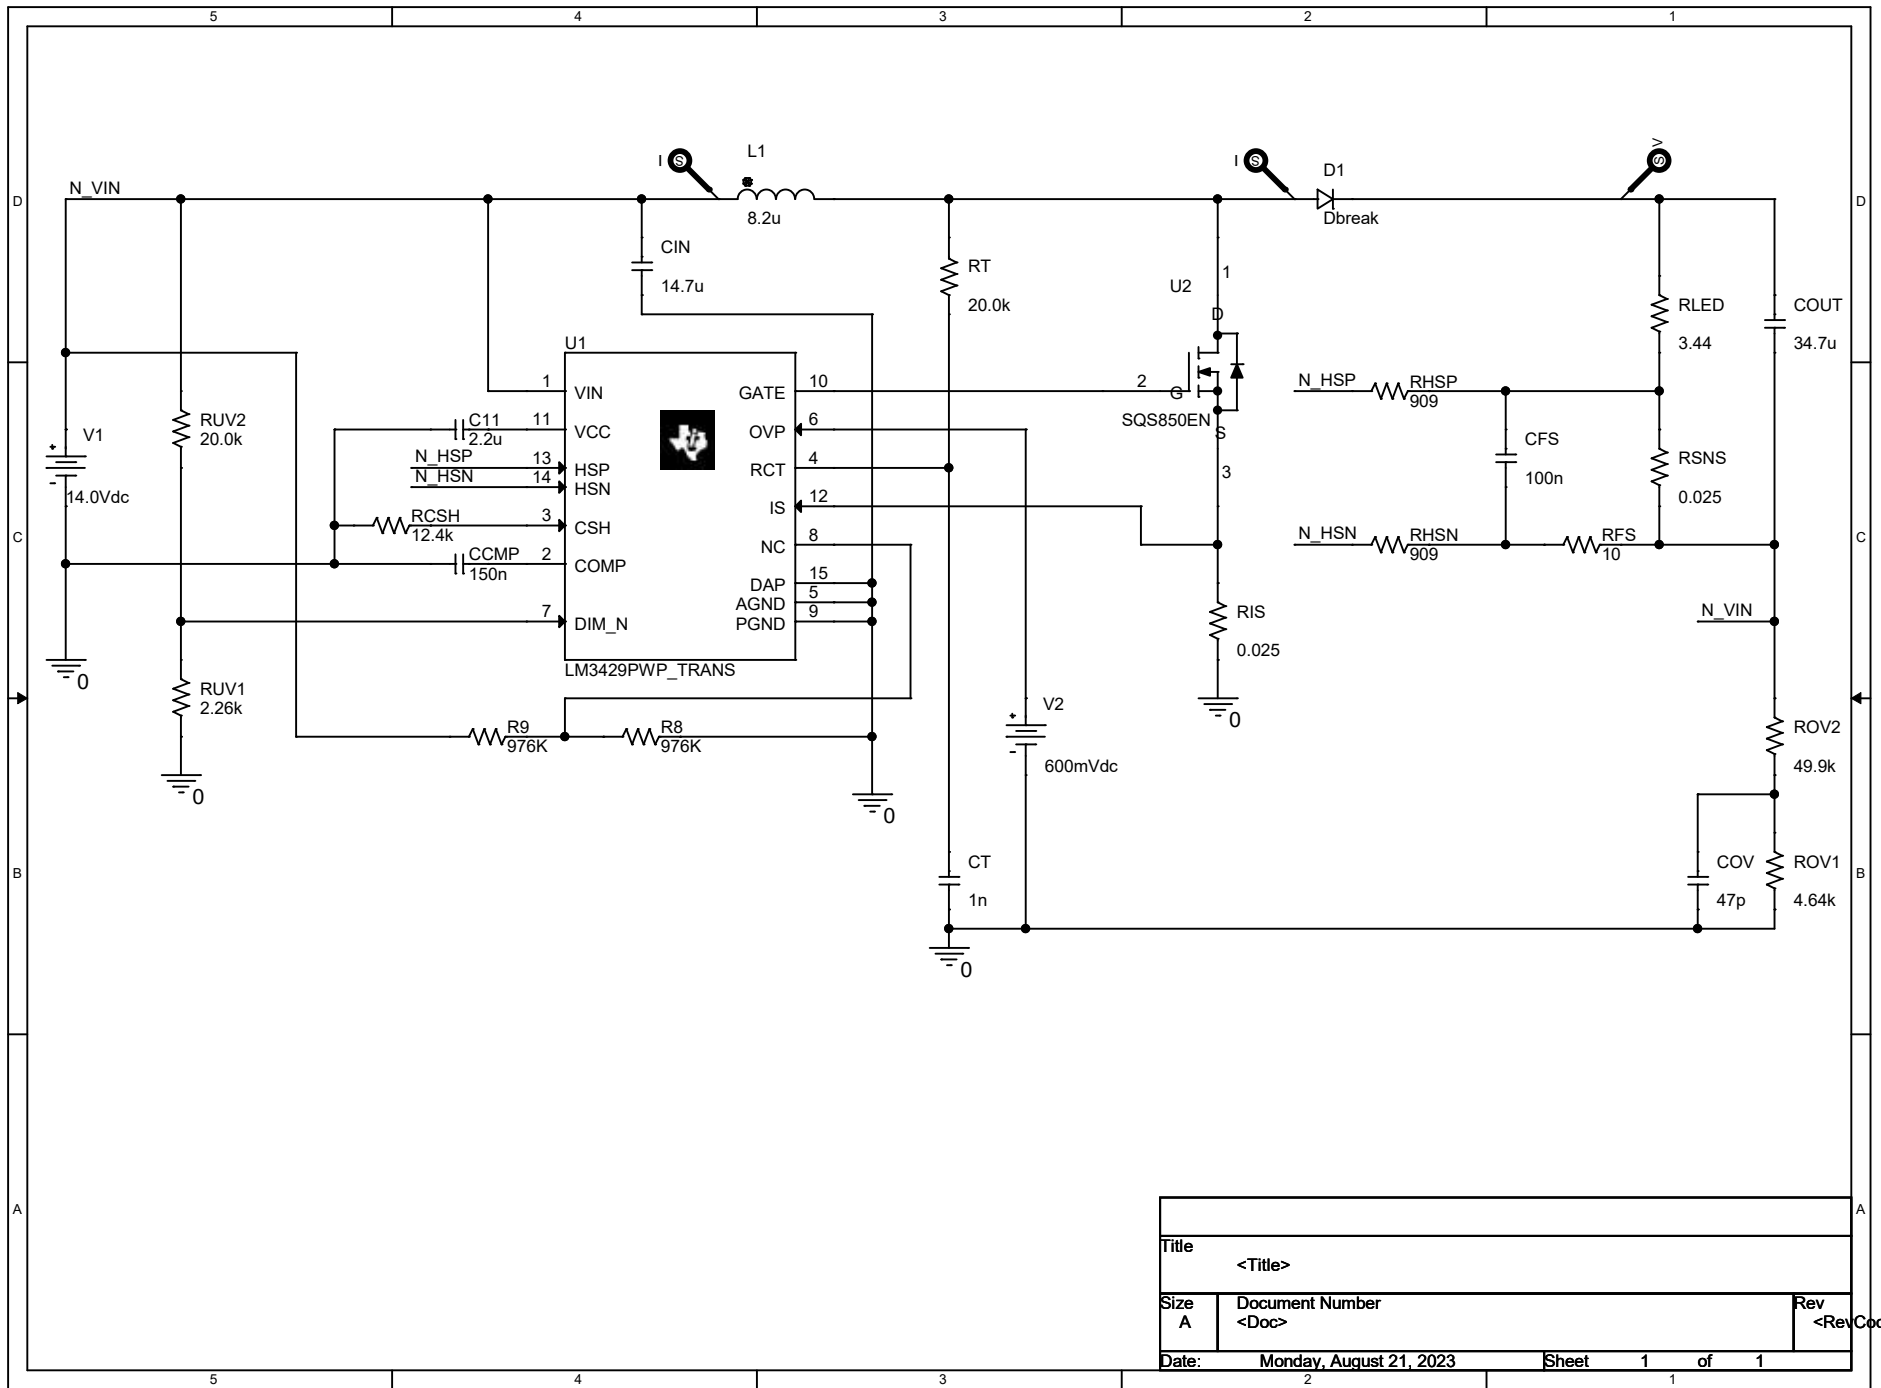 5 4 3 2 1
D
N_VIN
I S
L1
8.2u
I S
D1
Dbreak
S V
D
CIN
14.7u
RT
20.0k
U2
1
D
2
G
SQS850EN
S
3
RLED
3.44
COUT
34.7u
U1
1 VIN
11 VCC
13 HSP
14 HSN
3 CSH
2 COMP
7 DIM_N
GATE 10
OVP 6
RCT 4
IS 12
NC 8
DAP 15
AGND 5
PGND 9
LM3429PWP_TRANS
RUV2
20.0k
V1
+
-
14.0Vdc
C11
2.2u
N_HSP
N_HSN
RCSH
12.4k
CCMP
150n
N_HSP
RHSP
909
CFS
100n
RSNS
0.025
N_HSN
RHSN
909
RFS
10
C
C
N_VIN
RIS
0.025
0
0
RUV1
2.26k
0
R9
976K
R8
976K
0
V2
+
-
600mVdc
ROV2
49.9k
B
CT
1n
0
COV
47p
ROV1
4.64k
B
A
A
Title
<Title>
Size
A
Document Number
<Doc>
Rev
<RevCod
Date: Monday, August 21, 2023 Sheet 1 of 1
5 4 3 2 1